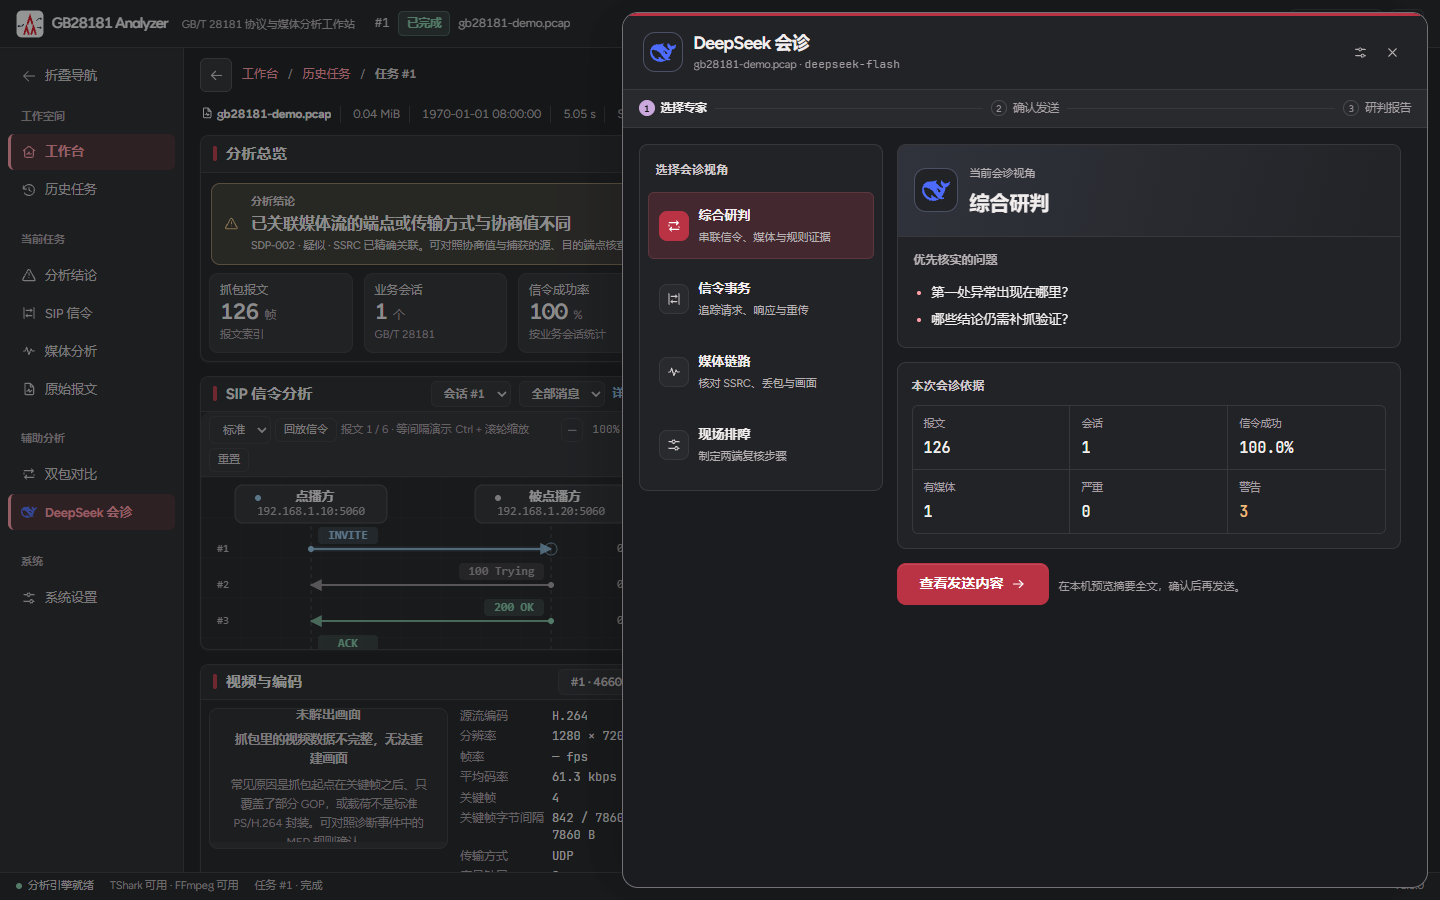 GB28181 Analyzer
GB/T 28181 协议与媒体分析工作站
#1
已完成
gb28181-demo.pcap
折叠导航
工作空间
工作台
历史任务
当前任务
分析结论
SIP 信令
媒体分析
原始报文
辅助分析
双包对比
DeepSeek 会诊
系统
系统设置
工作台 / 历史任务 / 任务 #1
gb28181-demo.pcap
0.04 MiB
1970-01-01 08:00:00
5.05 s
分析总览
分析结论
已关联媒体流的端点或传输方式与协商值不同
SDP-002 · 疑似 · SSRC 已精确关联。可对照协商值与捕获的源、目的端点核
抓包报文
126 帧
报文索引
业务会话
1 个
GB/T 28181
信令成功率
100 %
按业务会话统计
SIP 信令分析
会话 #1
全部消息
标准
回放信令
报文 1 / 6 · 等间隔演示 Ctrl + 滚轮缩放
100%
重置
点播方
192.168.1.10:5060
被点播方
192.168.1.20:5060
#1
INVITE
#2
100 Trying
#3
200 OK
ACK
视频与编码
#1 · 4660
未解出画面
抓包里的视频数据不完整，无法重
建画面
常见原因是抓包起点在关键帧之后、只
覆盖了部分 GOP，或载荷不是标准
PS/H.264 封装。可对照诊断事件中的
源流编码 H.264
分辨率 1280 × 720
帧率 — fps
平均码率 61.3 kbps
关键帧 4
关键帧字节间隔 842 / 7860
7860 B
传输方式 UDP
分析引擎就绪
TShark 可用 · FFmpeg 可用
任务 #1 · 完成
DeepSeek 会诊
gb28181-demo.pcap · deepseek-flash
1 选择专家
2 确认发送
3 研判报告
选择会诊视角
综合研判
串联信令、媒体与规则证据
信令事务
追踪请求、响应与重传
媒体链路
核对 SSRC、丢包与画面
现场排障
制定两端复核步骤
当前会诊视角
综合研判
优先核实的问题
第一处异常出现在哪里？
哪些结论仍需补抓验证？
本次会诊依据
报文
126
会话
1
信令成功
100.0%
有媒体
1
严重
0
警告
3
查看发送内容 →
在本机预览摘要全文，确认后再发送。